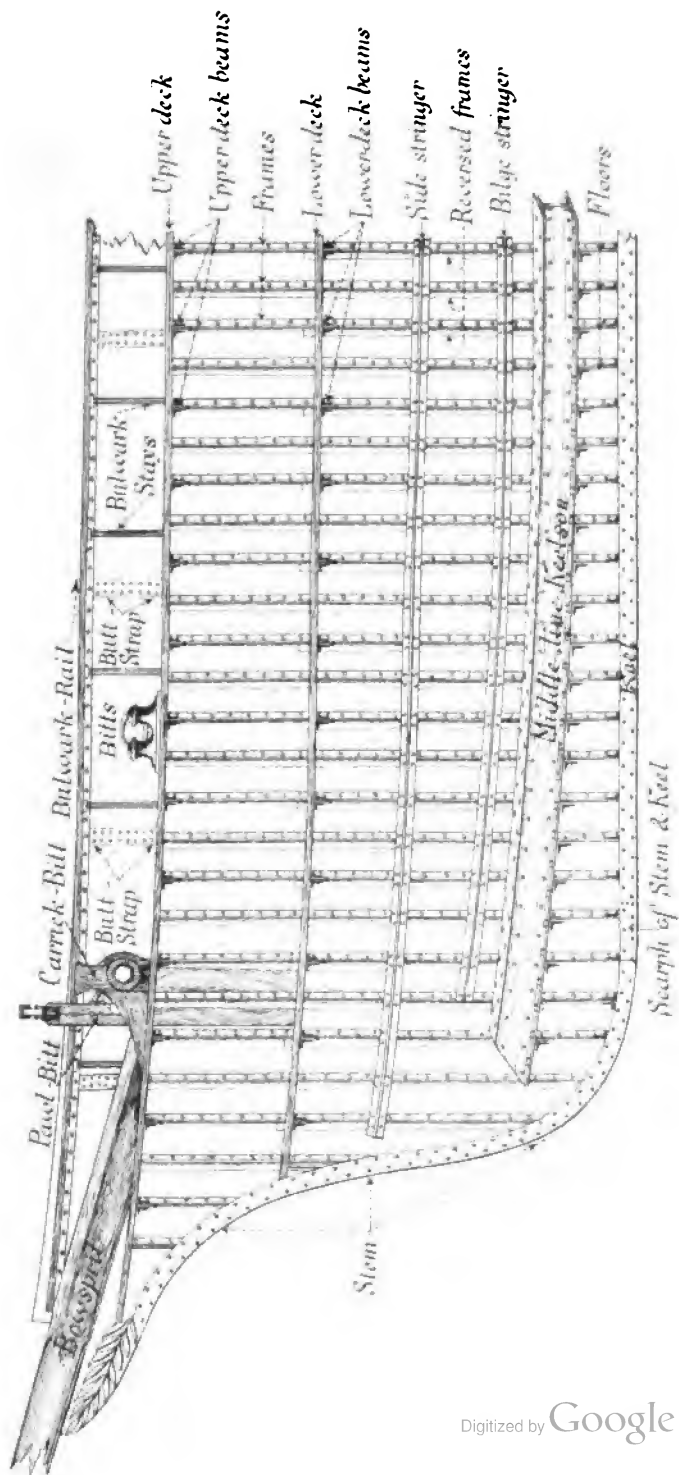 Upper deck
Upper deck beams
Frames
Lower deck
Lower deck beams
Side stringer
Reversed frames
Bilge stringer
Floors
Bulwark
Stays
Butt
Strap
Bitts
Bulwark-Rail
Carrick-Bitt
Butt
Strap
Pawl-Bitt
Bowsprit
Middle line Keelson
Keel
Scarph of Stem & Keel
Stem
Digitized by Google